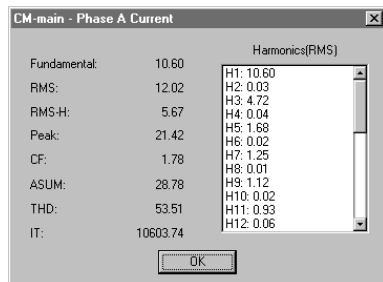 CM-main - Phase A Current
Fundamental: 10.60
RMS: 12.02
RMS-H: 5.67
Peak: 21.42
CF: 1.78
ASUM: 28.78
THD: 53.51
IT: 10603.74
Harmonics(RMS)
H1: 10.60
H2: 0.03
H3: 4.72
H4: 0.04
H5: 1.68
H6: 0.02
H7: 1.25
H8: 0.01
H9: 1.12
H10: 0.02
H11: 0.93
H12: 0.06
OK